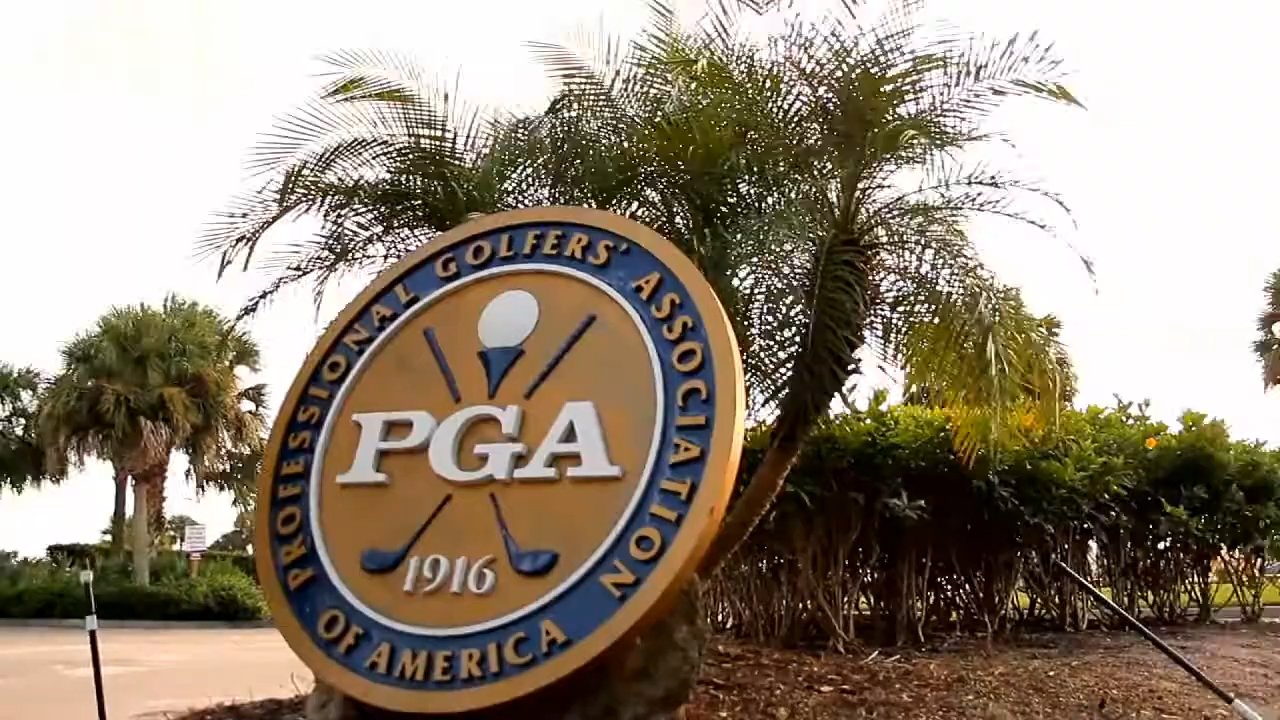 PROFESSIONAL GOLFERS' ASSOCIATION
PGA
1916
OF AMERICA